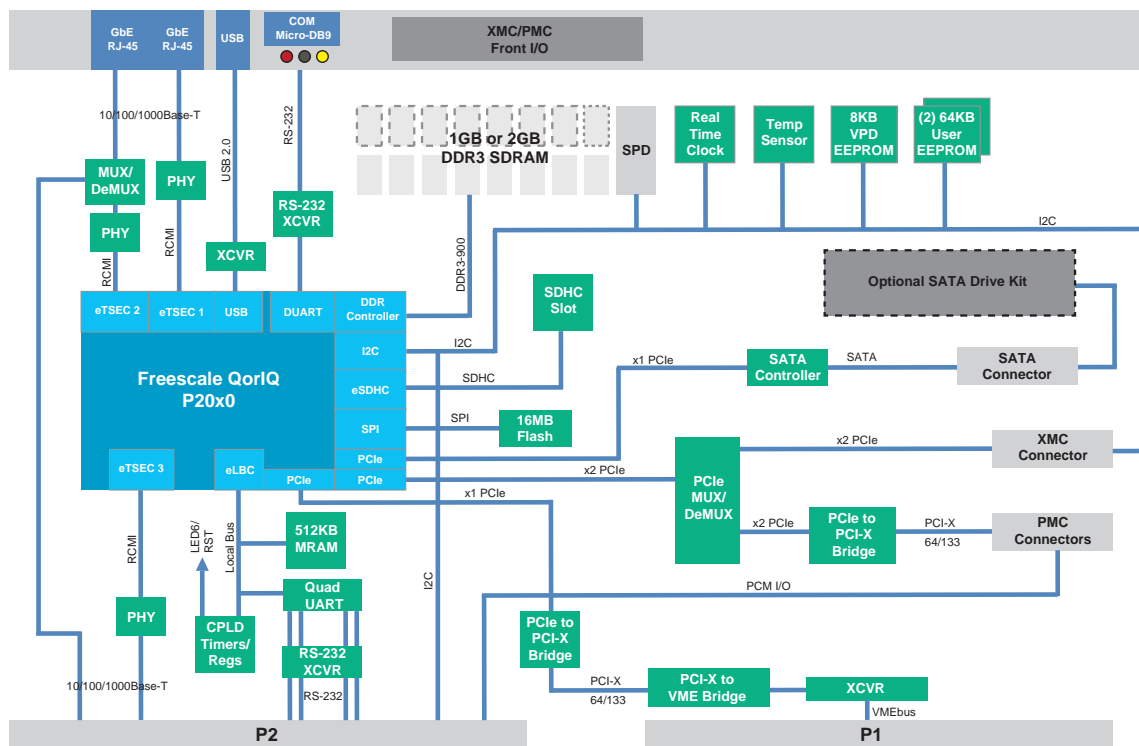 GbE
RJ-45
GbE
RJ-45
USB
COM
Micro-DB9
XMC/PMC
Front I/O
10/100/1000Base-T
USB 2.0
RS-232
1GB or 2GB
DDR3 SDRAM
SPD
Real
Time
Clock
Temp
Sensor
8KB
VPD
EEPROM
(2) 64KB
User
EEPROM
MUX/
DeMUX
PHY
PHY
RS-232
XCVR
XCVR
RCMI
RCMI
DDR3-900
I2C
Optional SATA Drive Kit
SDHC
Slot
eTSEC 2
eTSEC 1
USB
DUART
DDR
Controller
I2C
I2C
eSDHC
SDHC
Freescale QorIQ
P20x0
SPI
SPI
16MB
Flash
x1 PCIe
SATA
Controller
SATA
SATA
Connector
PCIe
PCIe
PCIe
eTSEC 3
eLBC
x2 PCIe
x1 PCIe
PCIe
MUX/
DeMUX
x2 PCIe
XMC
Connector
x2 PCIe
PCIe to
PCI-X
Bridge
PCI-X
64/133
PMC
Connectors
PCM I/O
RCMI
LED6/
RST
Local Bus
512KB
MRAM
Quad
UART
I2C
PHY
CPLD
Timers/
Regs
RS-232
XCVR
RS-232
10/100/1000Base-T
PCIe to
PCI-X
Bridge
PCI-X
64/133
PCI-X to
VME Bridge
XCVR
VMEbus
P2
P1